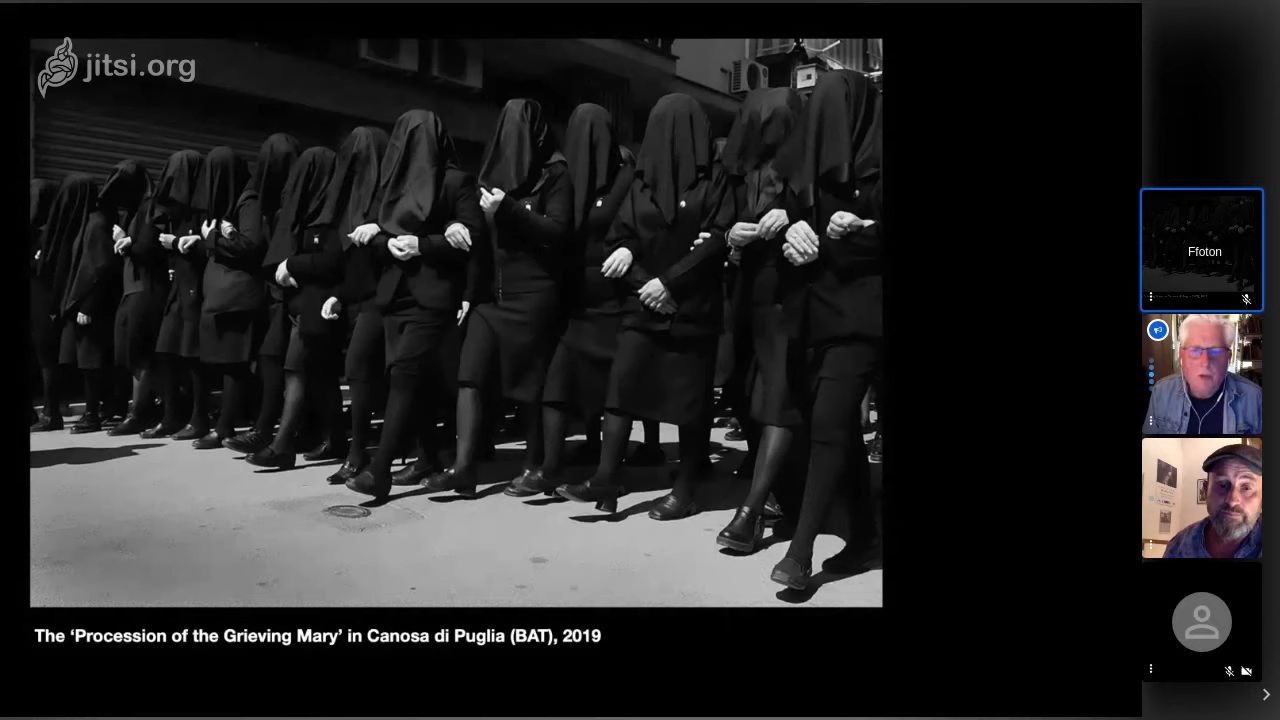 jitsi.org
Ffoton
The ‘Procession of the Grieving Mary’ in Canosa di Puglia (BAT), 2019